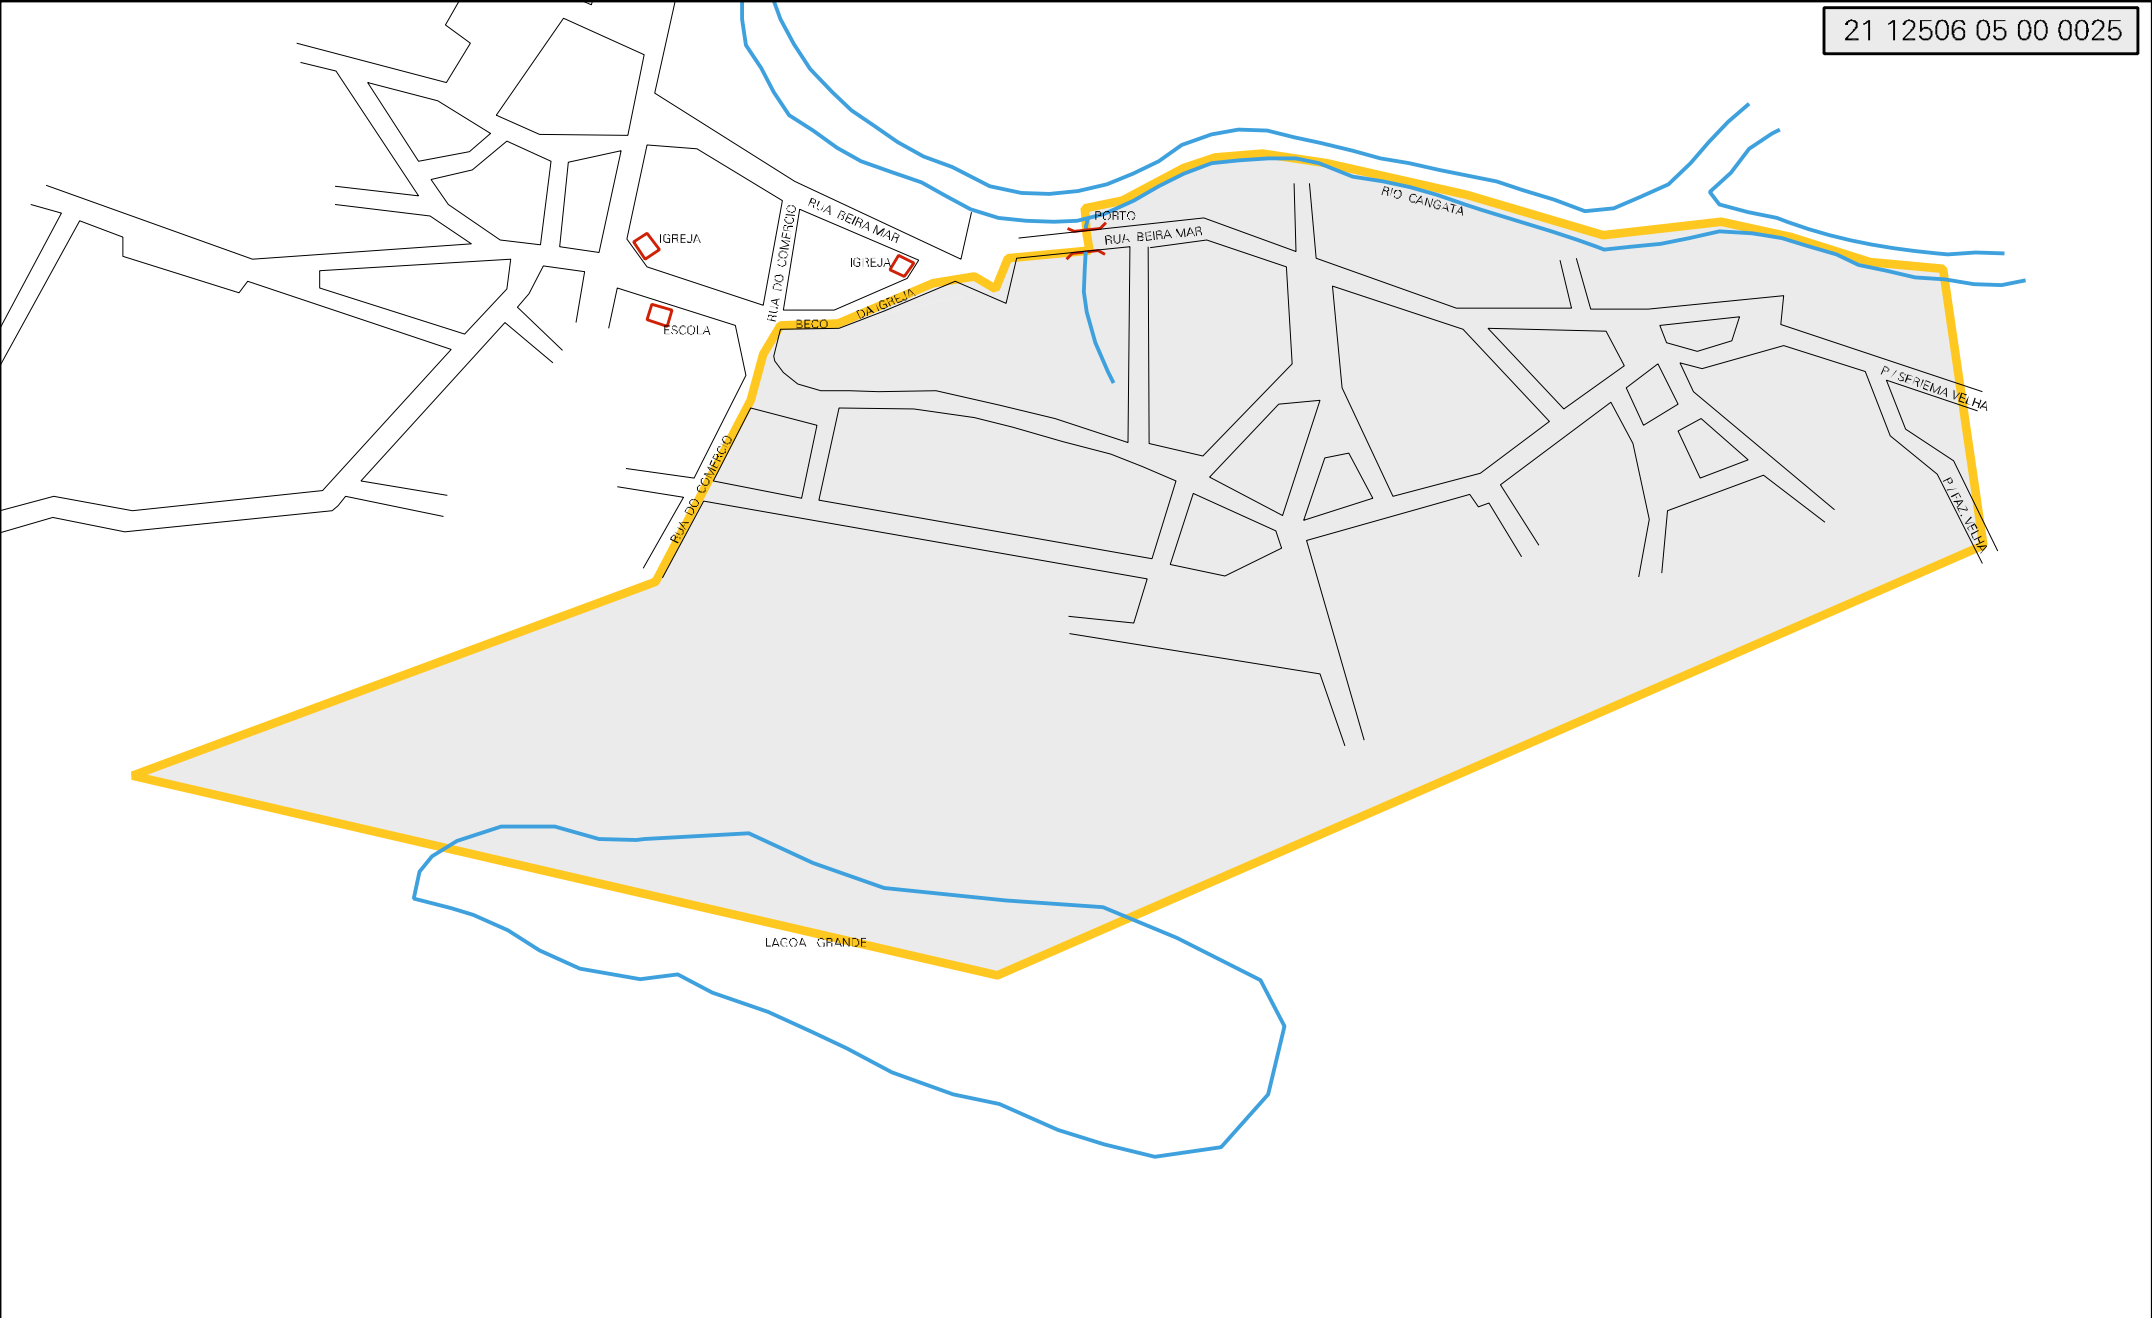 21 12506 05 00 0025
RIO CANGATA
RUA BEIRA MAR
PORTO
RUA BEIRA MAR
IGREJA
RUA DO COMERCIO
IGREJA
DA IGREJA
BECO
ESCOLA
P/ SERIEMA VELHA
RUA DO COMERCIO
P/ FAZ. VELHA
LAGOA GRANDE